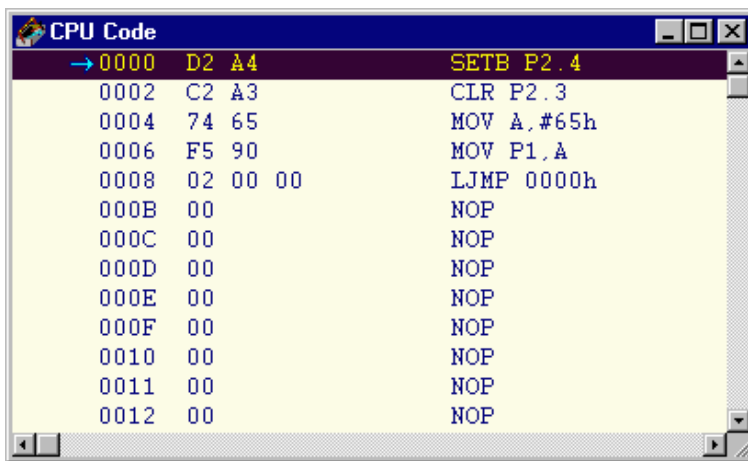 CPU Code
→0000 D2 A4 SETB P2.4
0002 C2 A3 CLR P2.3
0004 74 65 MOV A,#65h
0006 F5 90 MOV P1,A
0008 02 00 00 LJMP 0000h
000B 00 NOP
000C 00 NOP
000D 00 NOP
000E 00 NOP
000F 00 NOP
0010 00 NOP
0011 00 NOP
0012 00 NOP